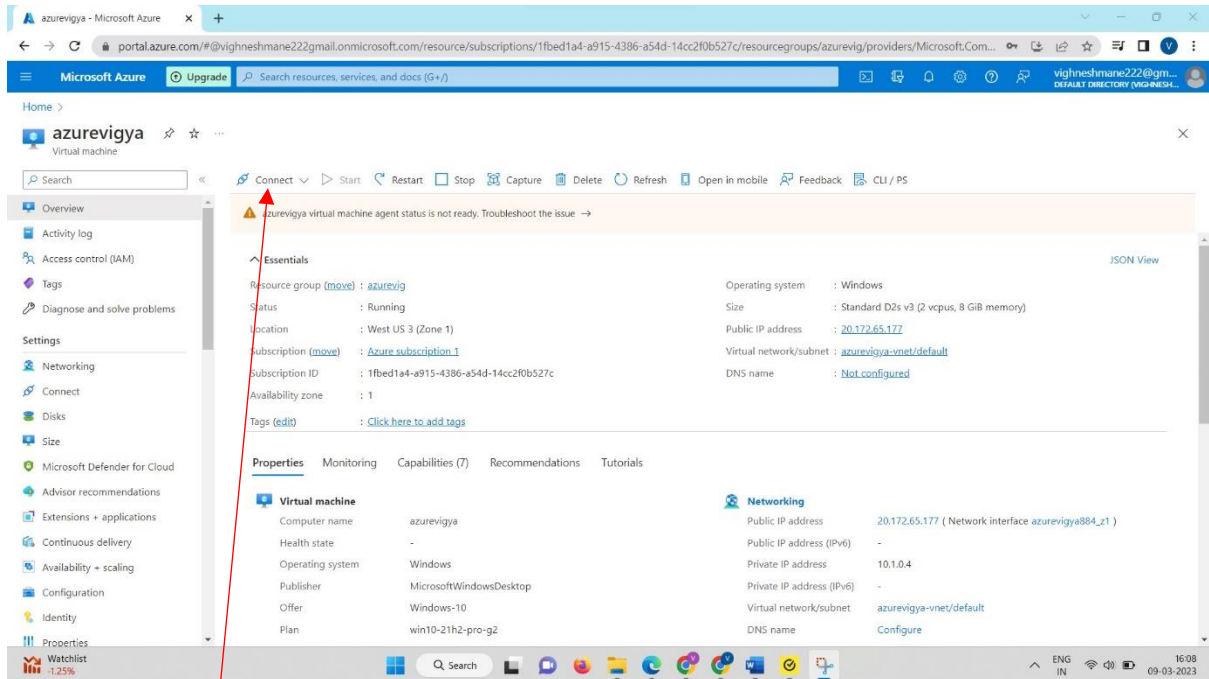 azurevigya - Microsoft Azure
portal.azure.com/#@vighneshmane222gmail.onmicrosoft.com/resource/subscriptions/1fbed1a4-a915-4386-a54d-14cc2f0b527c/resourcegroups/azurevig/providers/Microsoft.Com...
V
Microsoft Azure Upgrade Search resources, services, and docs (G+/) vighneshmane222@gm...
DEFAULT DIRECTORY (VIGHNESH...
Home >
azurevigya ...
Virtual machine
Search « Connect Start Restart Stop Capture Delete Refresh Open in mobile Feedback CLI / PS
Overview
azurevigya virtual machine agent status is not ready. Troubleshoot the issue →
Activity log
Access control (IAM)
Tags
Diagnose and solve problems
Settings
Networking
Connect
Disks
Size
Microsoft Defender for Cloud
Advisor recommendations
Extensions + applications
Continuous delivery
Availability + scaling
Configuration
Identity
Properties
Essentials JSON View
Resource group (move) : azurevig
Status : Running
Location : West US 3 (Zone 1)
Subscription (move) : Azure subscription 1
Subscription ID : 1fbed1a4-a915-4386-a54d-14cc2f0b527c
Availability zone : 1
Tags (edit) : Click here to add tags
Operating system : Windows
Size : Standard D2s v3 (2 vcpus, 8 GiB memory)
Public IP address : 20.172.65.177
Virtual network/subnet : azurevigya-vnet/default
DNS name : Not configured
Properties Monitoring Capabilities (7) Recommendations Tutorials
Virtual machine
Computer name azurevigya
Health state -
Operating system Windows
Publisher MicrosoftWindowsDesktop
Offer Windows-10
Plan win10-21h2-pro-g2
Networking
Public IP address 20.172.65.177 ( Network interface azurevigya884_z1 )
Public IP address (IPv6) -
Private IP address 10.1.0.4
Private IP address (IPv6) -
Virtual network/subnet azurevigya-vnet/default
DNS name Configure
Watchlist
-1.25%
Search
ENG
IN
16:08
09-03-2023